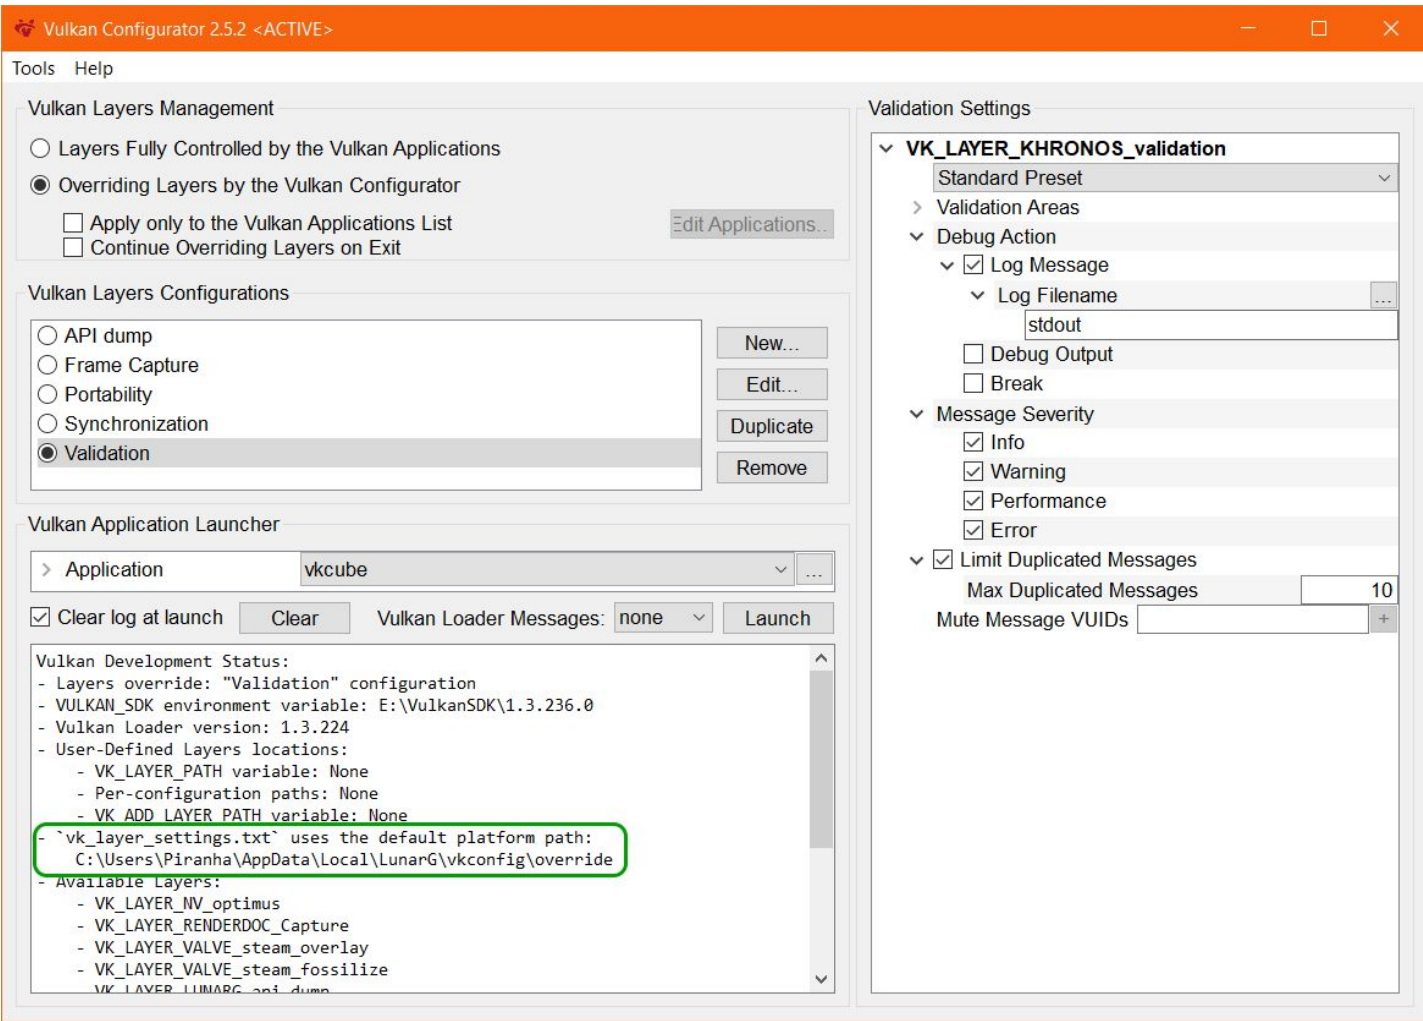 Vulkan Configurator 2.5.2 <ACTIVE>
Tools Help
Vulkan Layers Management
Layers Fully Controlled by the Vulkan Applications
Overriding Layers by the Vulkan Configurator
Apply only to the Vulkan Applications List
Edit Applications..
Continue Overriding Layers on Exit
Vulkan Layers Configurations
API dump
Frame Capture
Portability
Synchronization
Validation
New...
Edit...
Duplicate
Remove
Vulkan Application Launcher
Application vkcube ...
Clear log at launch Clear Vulkan Loader Messages: none Launch
Vulkan Development Status:
- Layers override: "Validation" configuration
- VULKAN_SDK environment variable: E:\VulkanSDK\1.3.236.0
- Vulkan Loader version: 1.3.224
- User-Defined Layers locations:
- VK_LAYER_PATH variable: None
- Per-configuration paths: None
- VK_ADD_LAYER_PATH variable: None
- `vk_layer_settings.txt` uses the default platform path:
C:\Users\Piranha\AppData\Local\LunarG\vkconfig\override
- Available Layers:
- VK_LAYER_NV_optimus
- VK_LAYER_RENDERDOC_Capture
- VK_LAYER_VALVE_steam_overlay
- VK_LAYER_VALVE_steam_fossilize
VK_LAYER_LUNARG_api_dump
Validation Settings
VK_LAYER_KHRONOS_validation
Standard Preset
Validation Areas
Debug Action
Log Message
Log Filename ...
stdout
Debug Output
Break
Message Severity
Info
Warning
Performance
Error
Limit Duplicated Messages
Max Duplicated Messages 10
Mute Message VUIDs +